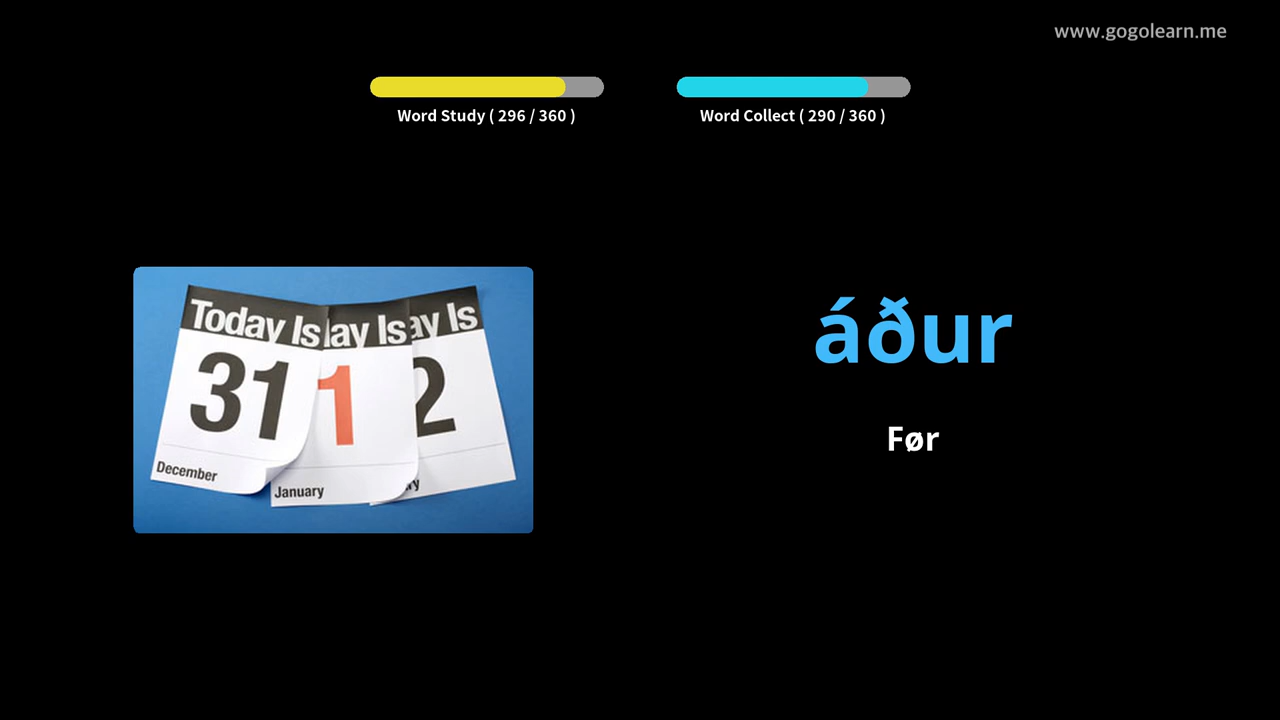 www.gogolearn.me
Word Study ( 296 / 360 )
Word Collect ( 290 / 360 )
Today Is
ay Is
ay Is
31
1
2
December
January
ry
áður
Før